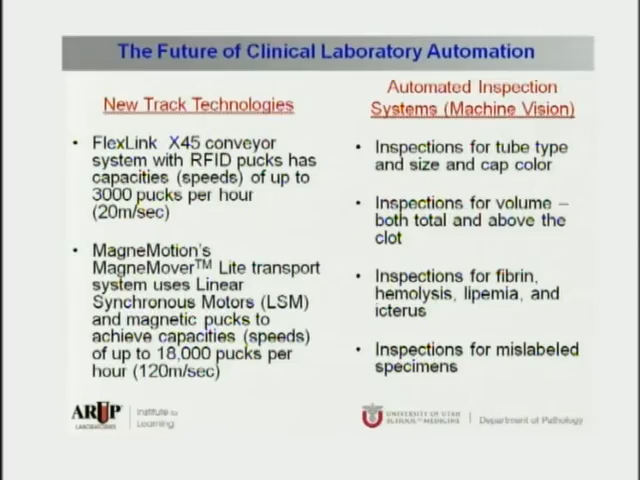 The Future of Clinical Laboratory Automation
New Track Technologies
• FlexLink X45 conveyor
system with RFID pucks has
capacities (speeds) of up to
3000 pucks per hour
(20m/sec)
• MagneMotion's
MagneMover™ Lite transport
system uses Linear
Synchronous Motors (LSM)
and magnetic pucks to
achieve capacities (speeds)
of up to 18,000 pucks per
hour (120m/sec)
Automated Inspection
Systems (Machine Vision)
• Inspections for tube type
and size and cap color
• Inspections for volume –
both total and above the
clot
• Inspections for fibrin,
hemolysis, lipemia, and
icterus
• Inspections for mislabeled
specimens
ARUP
LABORATORIES
Institute for
Learning
UNIVERSITY OF UTAH
SCHOOL OF MEDICINE
Department of Pathology